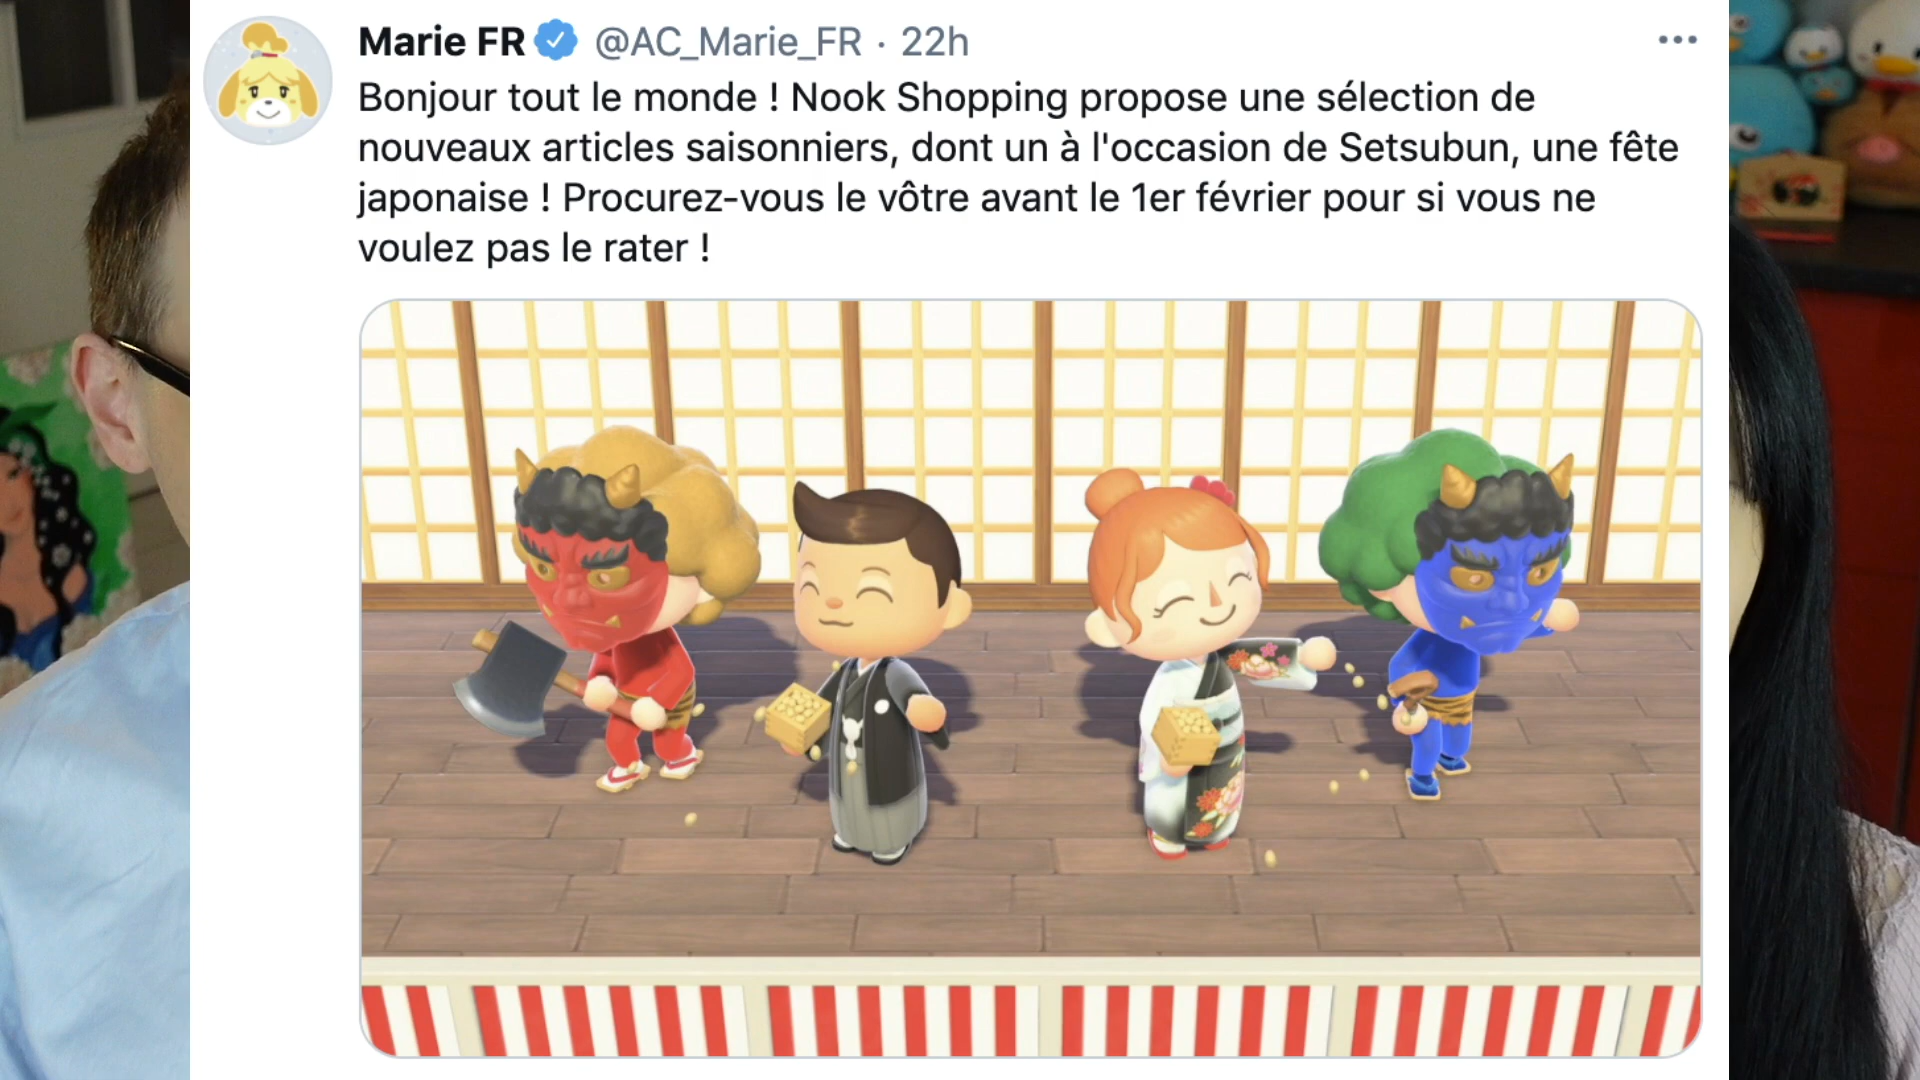 Marie FR @AC_Marie_FR · 22h
Bonjour tout le monde ! Nook Shopping propose une sélection de
nouveaux articles saisonniers, dont un à l'occasion de Setsubun, une fête
japonaise ! Procurez-vous le vôtre avant le 1er février pour si vous ne
voulez pas le rater !